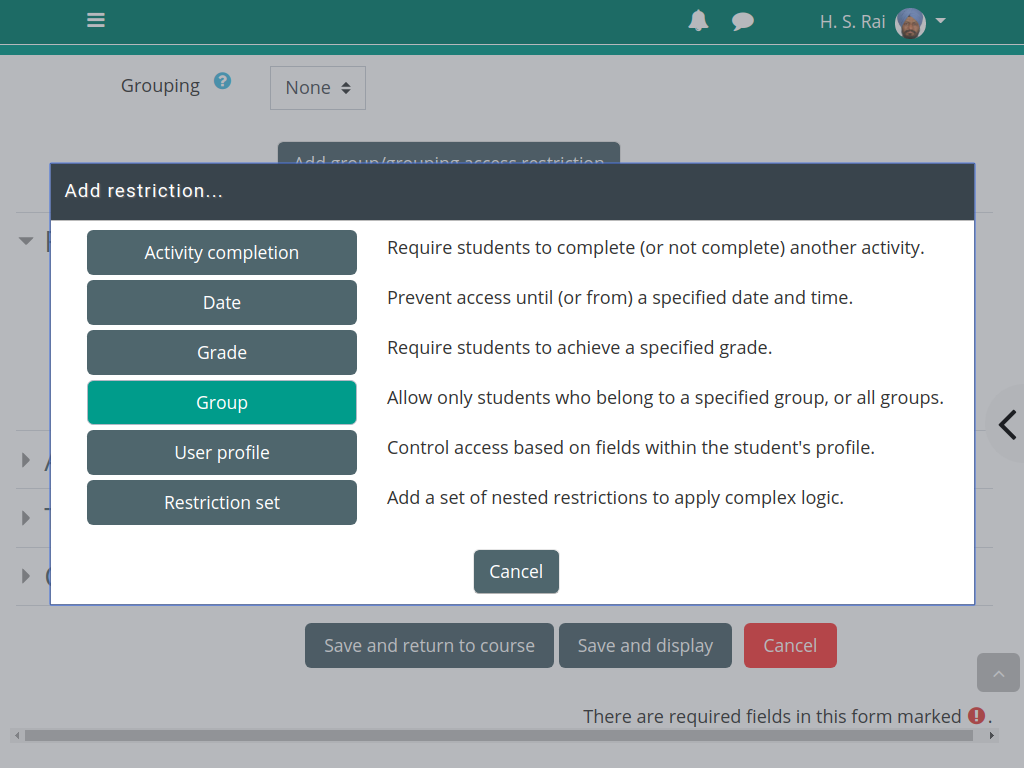 H. S. Rai
Grouping
None
Add group/grouping access restriction
Add restriction...
Activity completion Require students to complete (or not complete) another activity.
Date Prevent access until (or from) a specified date and time.
Grade Require students to achieve a specified grade.
Group Allow only students who belong to a specified group, or all groups.
User profile Control access based on fields within the student's profile.
Restriction set Add a set of nested restrictions to apply complex logic.
Cancel
Save and return to course Save and display Cancel
There are required fields in this form marked .